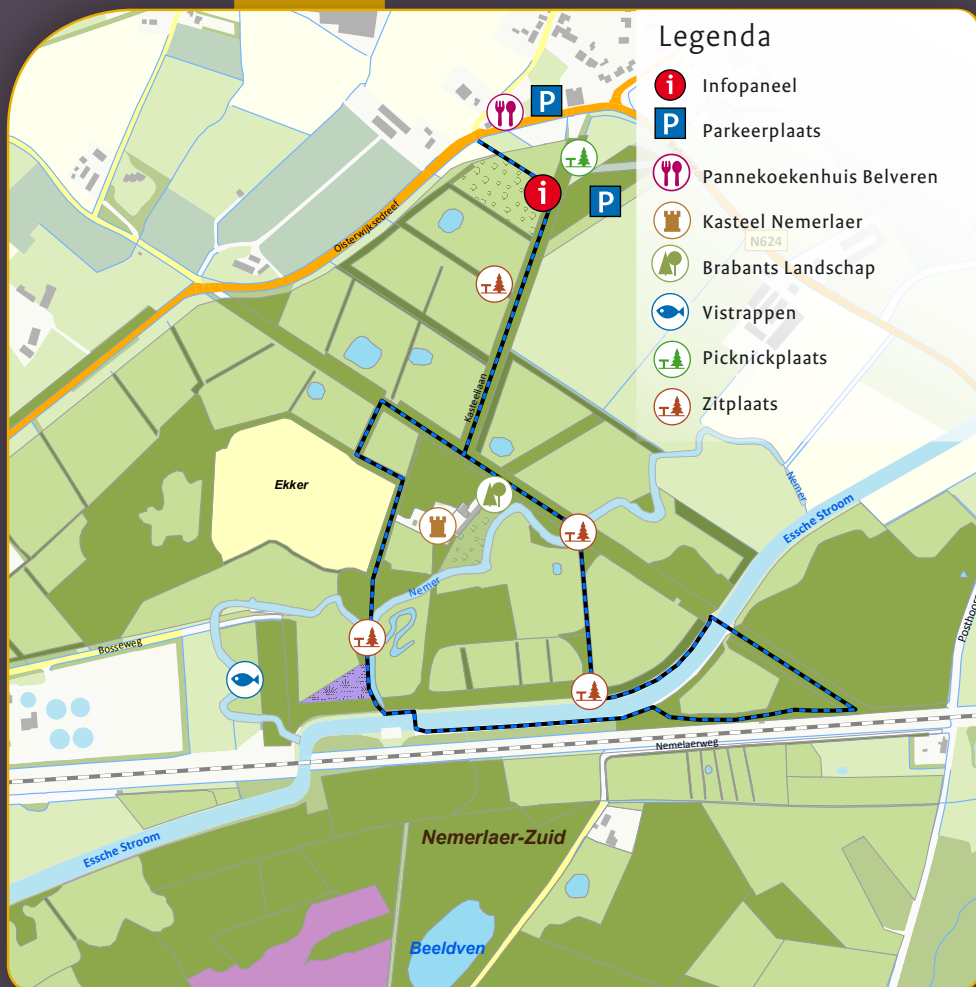 Legenda
i Infopaneel
P Parkeerplaats
Pannekoekenhuis Belveren
Kasteel Nemerlaer
Brabants Landschap
Vistrappen
Picknickplaats
Zitplaats
P
i
P
N624
Oisterwijksedreef
Kasteellaan
Ekker
Nemer
Nemer
Essche Stroom
Bosseweg
Nemelaerweg
Nemerlaer-Zuid
Essche Stroom
Beeldven